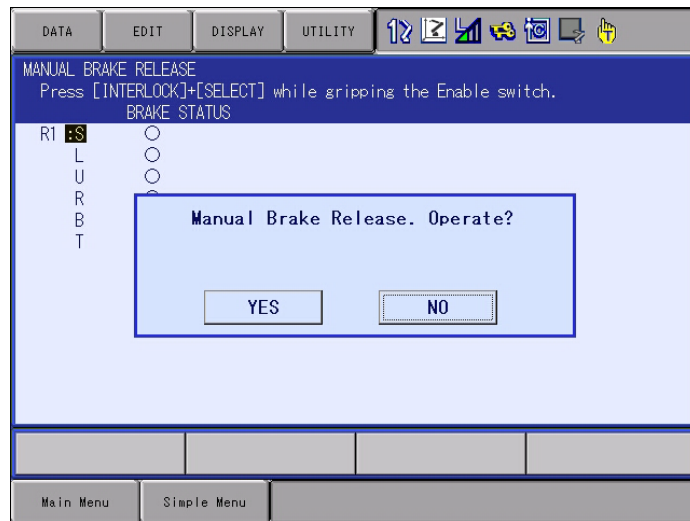 DATA EDIT DISPLAY UTILITY
MANUAL BRAKE RELEASE
Press [INTERLOCK]+[SELECT] while gripping the Enable switch.
BRAKE STATUS
R1 :S
L
U
R
B
T
Manual Brake Release. Operate?
YES NO
Main Menu Simple Menu